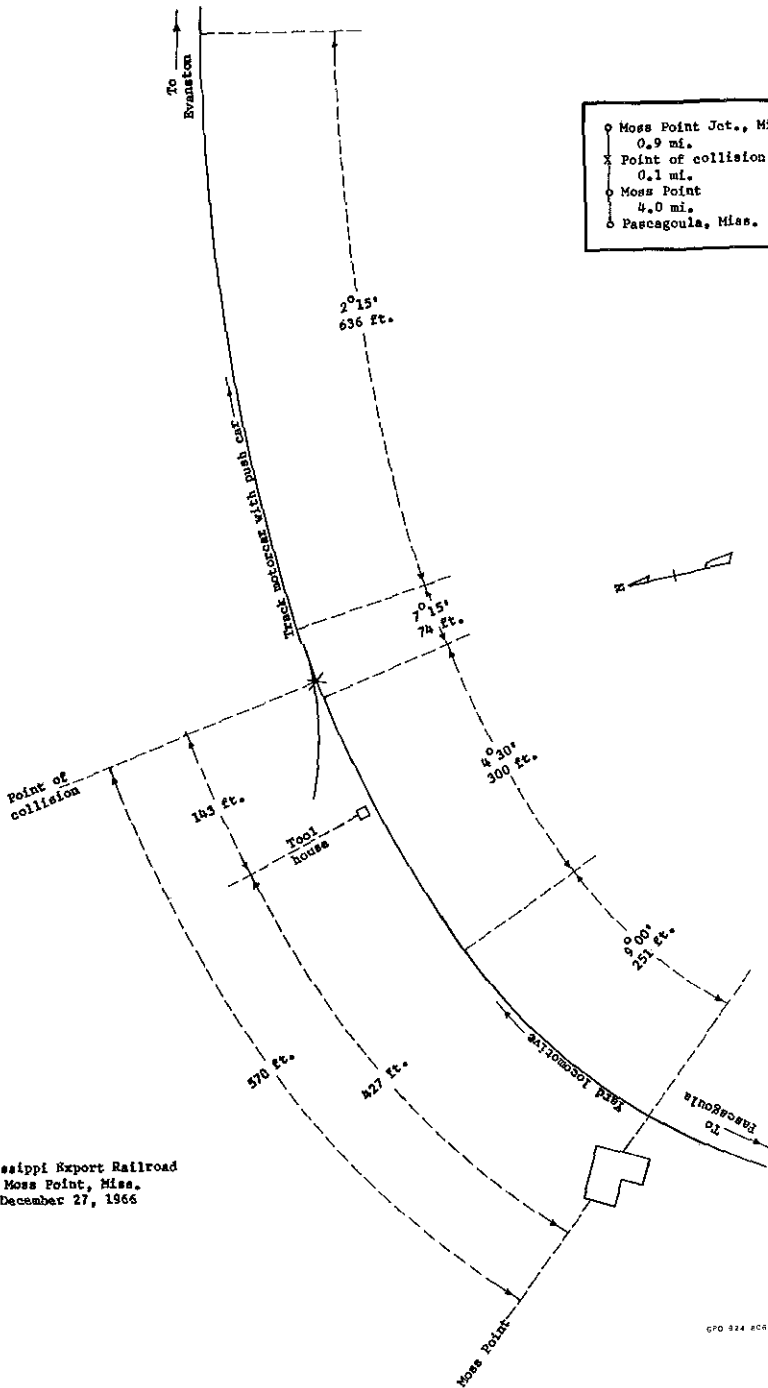 To
Evanston
Moss Point Jct., Mi
0.9 mi.
X Point of collision
0.1 mi.
Moss Point
4.0 mi.
Pascagoula, Miss.
2°15'
636 ft.
Track motorcar with push car
N
7°15'
74 ft.
Point of
collision
143 ft.
Tool
house
4°30'
300 ft.
9°00'
251 ft.
570 ft.
427 ft.
Yard locomotive
To
Pascagoula
ssippi Export Railroad
Moss Point, Miss.
December 27, 1966
Moss Point
GPO 924